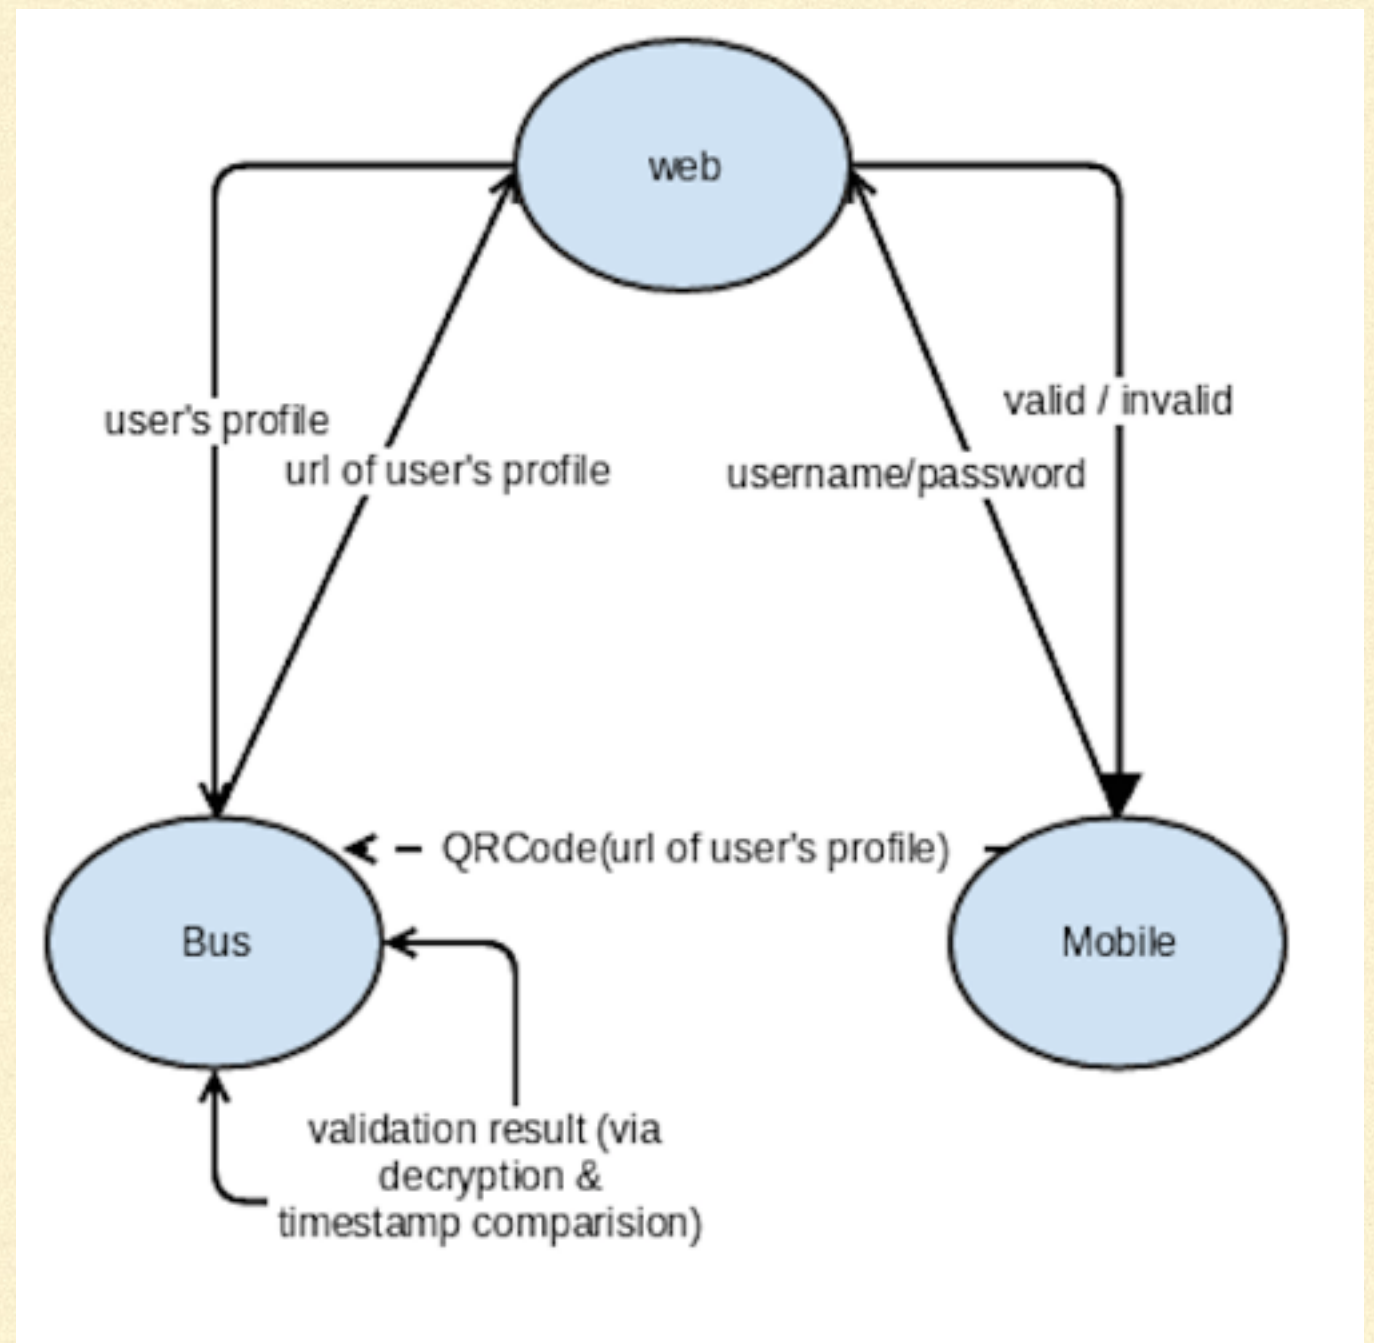 web
user's profile
valid / invalid
url of user's profile
username/password
QRCode(url of user's profile)
Bus
Mobile
validation result (via
decryption &
timestamp comparision)